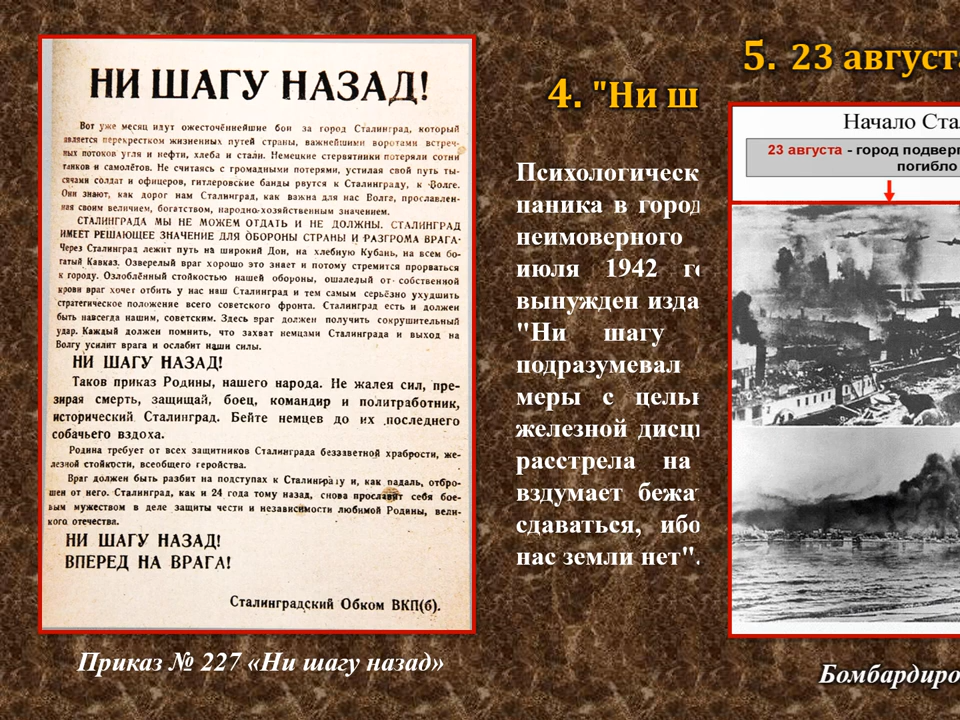 НИ ШАГУ НАЗАД!
Вот уже месяц идут ожесточённейшие бои за город Сталинград, который
является перекрестком жизненных путей страны, важнейшими воротами встреч-
ных потоков угля и нефти, хлеба и стали. Немецкие стервятники потеряли сотни
танков и самолётов. Не считаясь с громадными потерями, устилая свой путь ты-
сячами солдат и офицеров, гитлеровские банды рвутся к Сталинграду, к Волге.
Они знают, как дорог нам Сталинград, как важна для нас Волга, прославлен-
ная своим величием, богатством, народно-хозяйственным значением.
СТАЛИНГРАДА МЫ НЕ МОЖЕМ ОТДАТЬ И НЕ ДОЛЖНЫ. СТАЛИНГРАД
ИМЕЕТ РЕШАЮЩЕЕ ЗНАЧЕНИЕ ДЛЯ ОБОРОНЫ СТРАНЫ И РАЗГРОМА ВРАГА.
Через Сталинград лежит путь на широкий Дон, на хлебную Кубань, на всем бо-
гатый Кавказ. Озверелый враг хорошо это знает и потому стремится прорваться
к городу. Озлоблённый стойкостью нашей обороны, ошалелый от собственной
крови враг хочет отбить у нас наш Сталинград и тем самым серьёзно ухудшить
стратегическое положение всего советского фронта. Сталинград есть и должен
быть навсегда нашим, советским. Здесь враг должен получить сокрушительный
удар. Каждый должен помнить, что захват немцами Сталинграда и выход на
Волгу усилит врага и ослабит наши силы.
НИ ШАГУ НАЗАД!
Таков приказ Родины, нашего народа. Не жалея сил, пре-
зирая смерть, защищай, боец, командир и политработник,
исторический Сталинград. Бейте немцев до их последнего
собачьего вздоха.
Родина требует от всех защитников Сталинграда беззаветной храбрости, же-
лезной стойкости, всеобщего геройства.
Враг должен быть разбит на подступах к Сталинграду и, как падаль, отбро-
шен от него. Сталинград, как и 24 года тому назад, снова прославит себя бое-
вым мужеством в деле защиты чести и независимости любимой Родины, вели-
кого отечества.
НИ ШАГУ НАЗАД!
ВПЕРЕД НА ВРАГА!
Сталинградский Обком ВКП(б).
Приказ № 227 «Ни шагу назад»
4. "Ни ш
Психологическ
паника в город
неимоверного
июля 1942 го
вынужден изда
"Ни шагу
подразумевал
меры с целью
железной дисци
расстрела на
вздумает бежат
сдаваться, ибо
нас земли нет".
5. 23 августа
Начало Ста
23 августа - город подверг
погибло
Бомбардиро